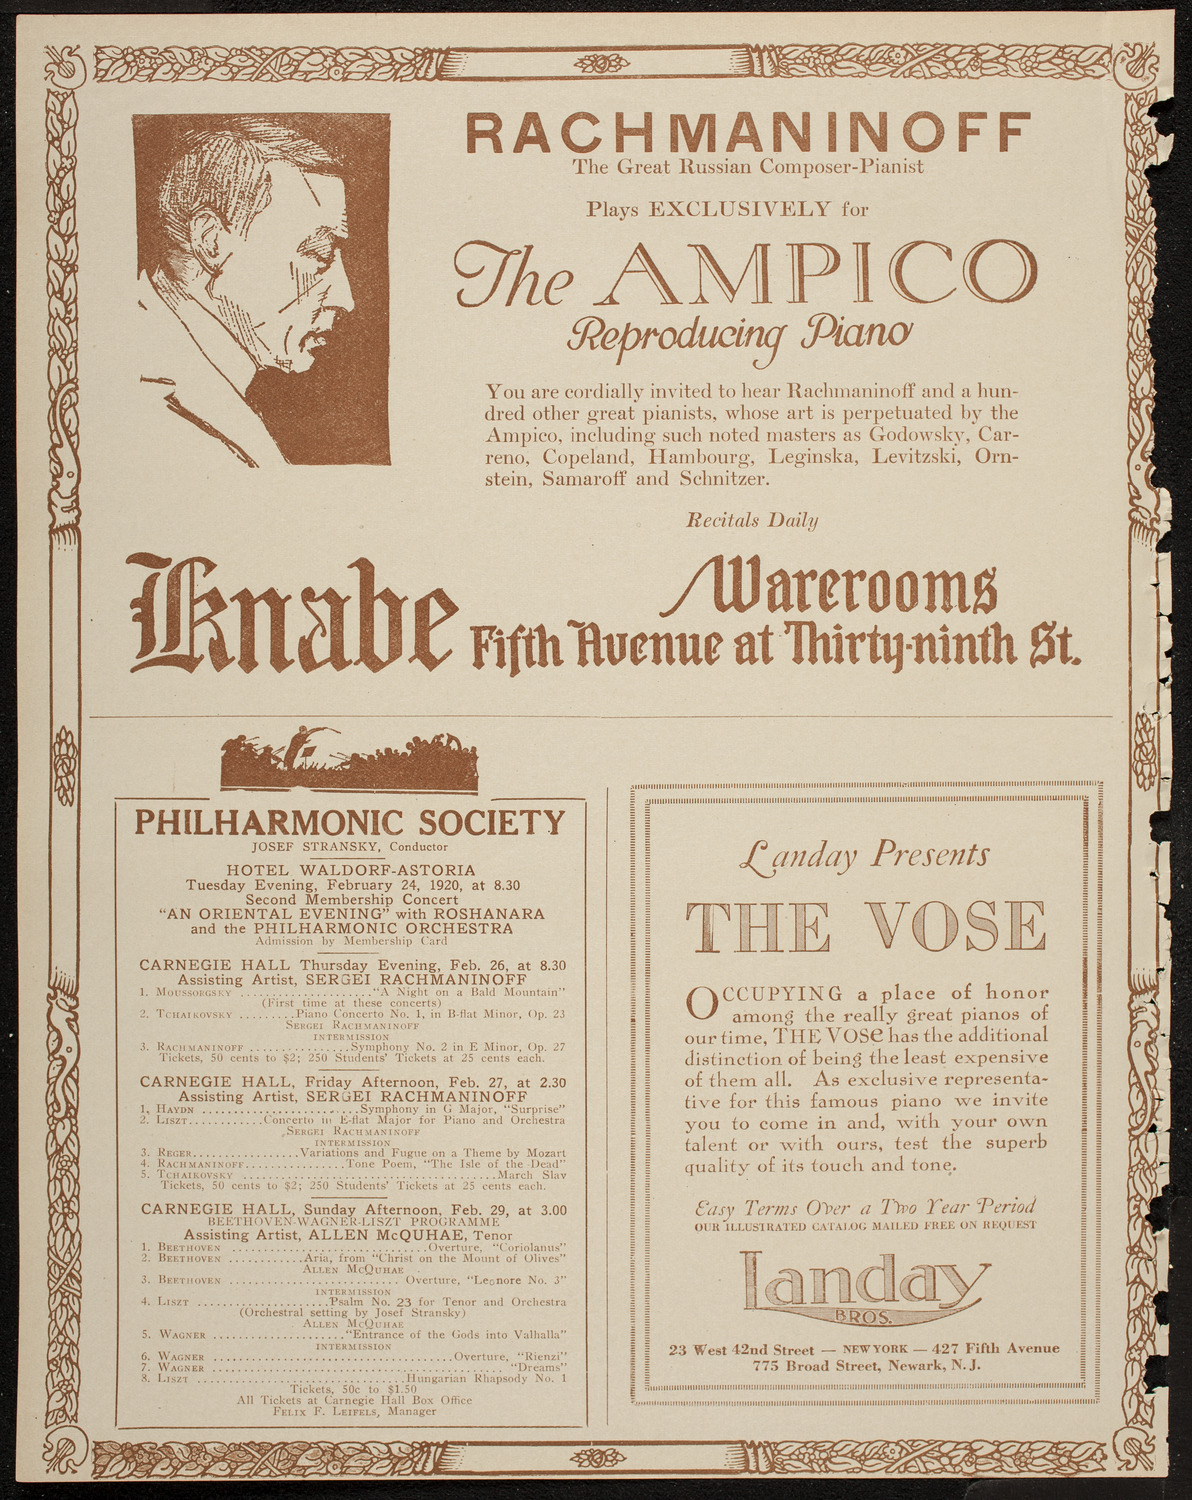 RACHMANINOFF
The Great Russian Composer-Pianist
Plays EXCLUSIVELY for
The AMPICO
Reproducing Piano
You are cordially invited to hear Rachmaninoff and a hun-
dred other great pianists, whose art is perpetuated by the
Ampico, including such noted masters as Godowsky, Car-
reno, Copeland, Hambourg, Leginska, Levitzski, Orn-
stein, Samaroff and Schnitzer.
Recitals Daily
Knabe Warerooms
Fifth Avenue at Thirty-ninth St.
PHILHARMONIC SOCIETY
JOSEF STRANSKY, Conductor
HOTEL WALDORF-ASTORIA
Tuesday Evening, February 24, 1920, at 8.30
Second Membership Concert
"AN ORIENTAL EVENING" with ROSHANARA
and the PHILHARMONIC ORCHESTRA
Admission by Membership Card
CARNEGIE HALL Thursday Evening, Feb. 26, at 8.30
Assisting Artist, SERGEI RACHMANINOFF
1. MOUSSORGSKY ...................."A Night on a Bald Mountain"
(First time at these concerts)
2. TCHAIKOVSKY .........Piano Concerto No. 1, in B-flat Minor, Op. 23
SERGEI RACHMANINOFF
INTERMISSION
3. RACHMANINOFF ................Symphony No. 2 in E Minor, Op. 27
Tickets, 50 cents to $2; 250 Students' Tickets at 25 cents each.
CARNEGIE HALL, Friday Afternoon, Feb. 27, at 2.30
Assisting Artist, SERGEI RACHMANINOFF
1. HAYDN .........................Symphony in G Major, "Surprise"
2. LISZT............Concerto in E-flat Major for Piano and Orchestra
SERGEI RACHMANINOFF
INTERMISSION
3. REGER.................Variations and Fugue on a Theme by Mozart
4. RACHMANINOFF................Tone Poem, "The Isle of the Dead"
5. TCHAIKOVSKY ........................................March Slav
Tickets, 50 cents to $2; 250 Students' Tickets at 25 cents each.
CARNEGIE HALL, Sunday Afternoon, Feb. 29, at 3.00
BEETHOVEN-WAGNER-LISZT PROGRAMME
Assisting Artist, ALLEN McQUHAE, Tenor
1. BEETHOVEN ..............................Overture, "Coriolanus"
2. BEETHOVEN ............Aria, from "Christ on the Mount of Olives"
ALLEN McQUHAE
3. BEETHOVEN .......................... Overture, "Leonore No. 3"
INTERMISSION
4. LISZT .....................Psalm No. 23 for Tenor and Orchestra
(Orchestral setting by Josef Stransky)
ALLEN McQUHAE
5. WAGNER ....................."Entrance of the Gods into Valhalla"
INTERMISSION
6. WAGNER ......................................Overture, "Rienzi"
7. WAGNER ..............................................."Dreams"
8. LISZT ................................Hungarian Rhapsody No. 1
Tickets, 50c to $1.50
All Tickets at Carnegie Hall Box Office
FELIX F. LEIFELS, Manager
Landay Presents
THE VOSE
OCCUPYING a place of honor
among the really great pianos of
our time, THE VOSe has the additional
distinction of being the least expensive
of them all. As exclusive representa-
tive for this famous piano we invite
you to come in and, with your own
talent or with ours, test the superb
quality of its touch and tone.
Easy Terms Over a Two Year Period
OUR ILLUSTRATED CATALOG MAILED FREE ON REQUEST
Landay
BROS.
23 West 42nd Street — NEW YORK — 427 Fifth Avenue
775 Broad Street, Newark, N. J.